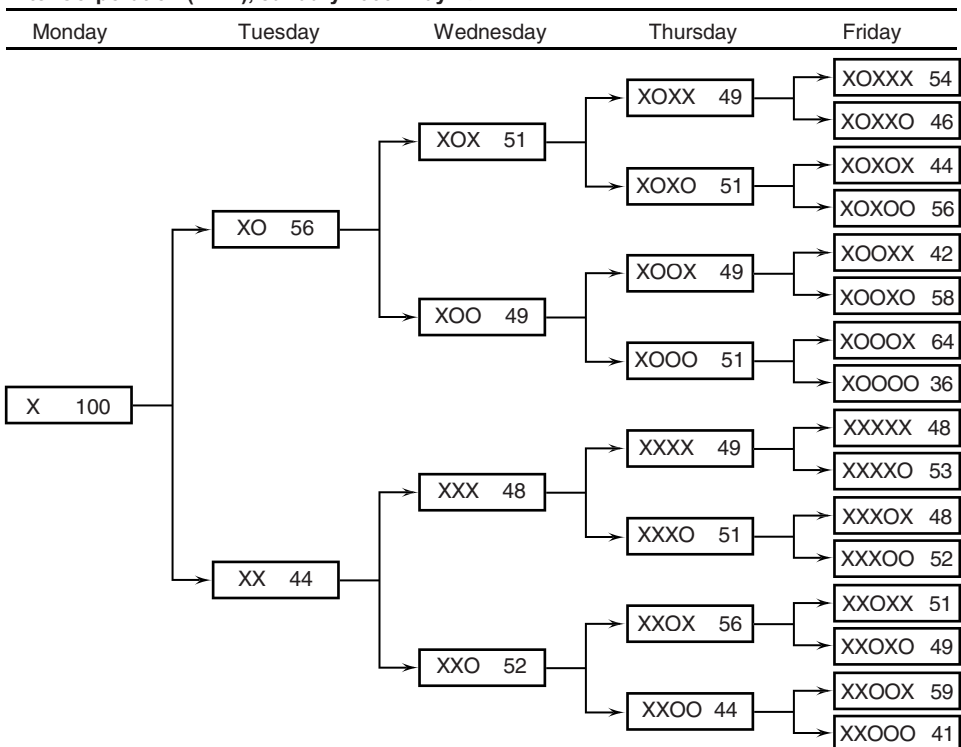 Monday Tuesday Wednesday Thursday Friday
XOXXX 54
XOXX 49
XOXXO 46
XOX 51
XOXOX 44
XOXO 51
XOXOO 56
XO 56
XOOXX 42
XOOX 49
XOOXO 58
XOO 49
XOOOX 64
XOOO 51
XOOOO 36
X 100
XXXXX 48
XXXX 49
XXXXO 53
XXX 48
XXXOX 48
XXXO 51
XXXOO 52
XX 44
XXOXX 51
XXOX 56
XXOXO 49
XXO 52
XXOOX 59
XXOO 44
XXOOO 41